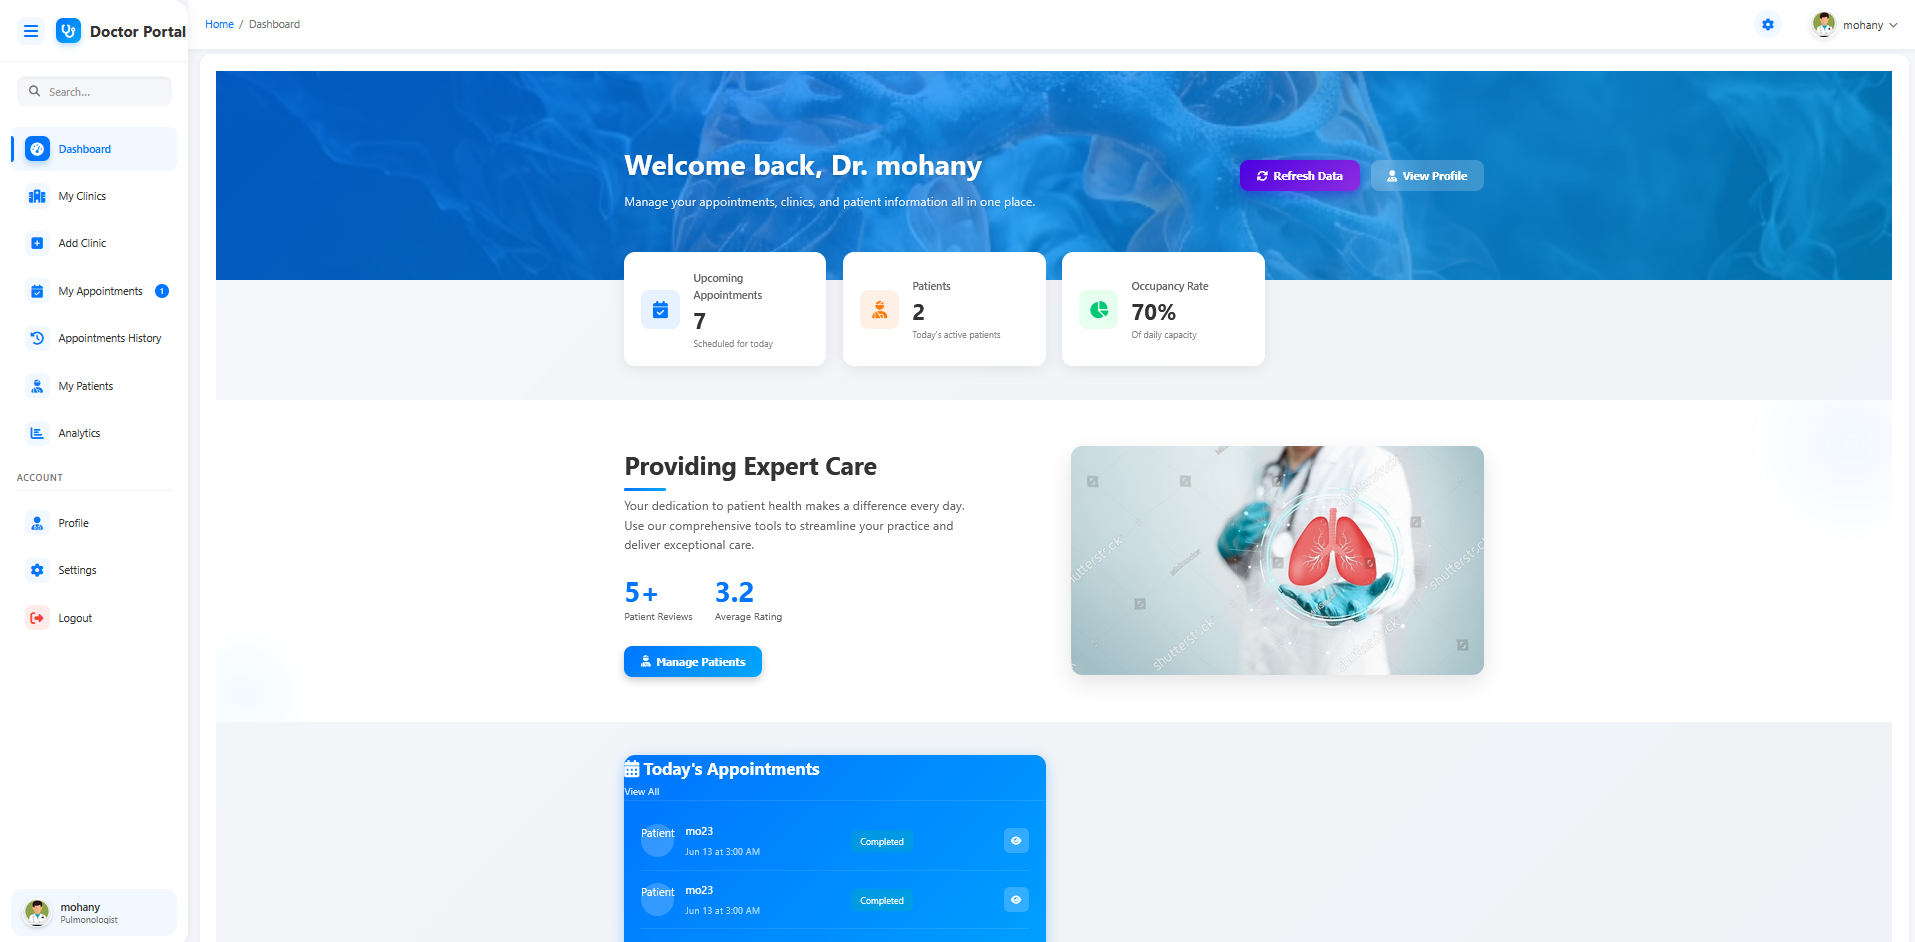 Doctor Portal
Home / Dashboard
mohany
Search...
Dashboard
My Clinics
Add Clinic
My Appointments 1
Appointments History
My Patients
Analytics
ACCOUNT
Profile
Settings
Logout
mohany
Pulmonologist
Welcome back, Dr. mohany
Manage your appointments, clinics, and patient information all in one place.
Refresh Data
View Profile
Upcoming
Appointments
7
Scheduled for today
Patients
2
Today's active patients
Occupancy Rate
70%
Of daily capacity
Providing Expert Care
Your dedication to patient health makes a difference every day.
Use our comprehensive tools to streamline your practice and
deliver exceptional care.
5+
Patient Reviews
3.2
Average Rating
Manage Patients
shutterstock
shutterstock
shutterstock
shutterstock
shutterstock
Today's Appointments
View All
Patient
mo23
Jun 13 at 3:00 AM
Completed
Patient
mo23
Jun 13 at 3:00 AM
Completed